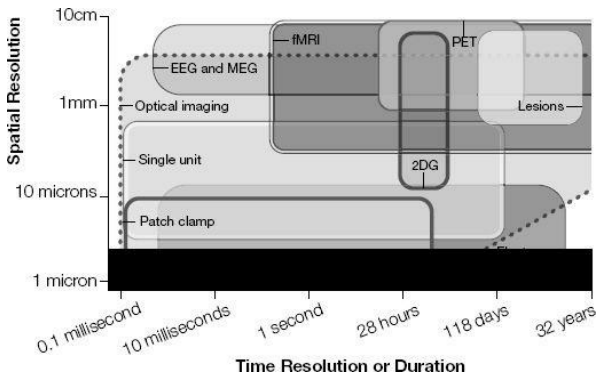 Spatial Resolution
10cm
1mm
10 microns
1 micron
fMRI
PET
EEG and MEG
Optical imaging
Lesions
Single unit
2DG
Patch clamp
0.1 millisecond
10 milliseconds
1 second
28 hours
118 days
32 years
Time Resolution or Duration